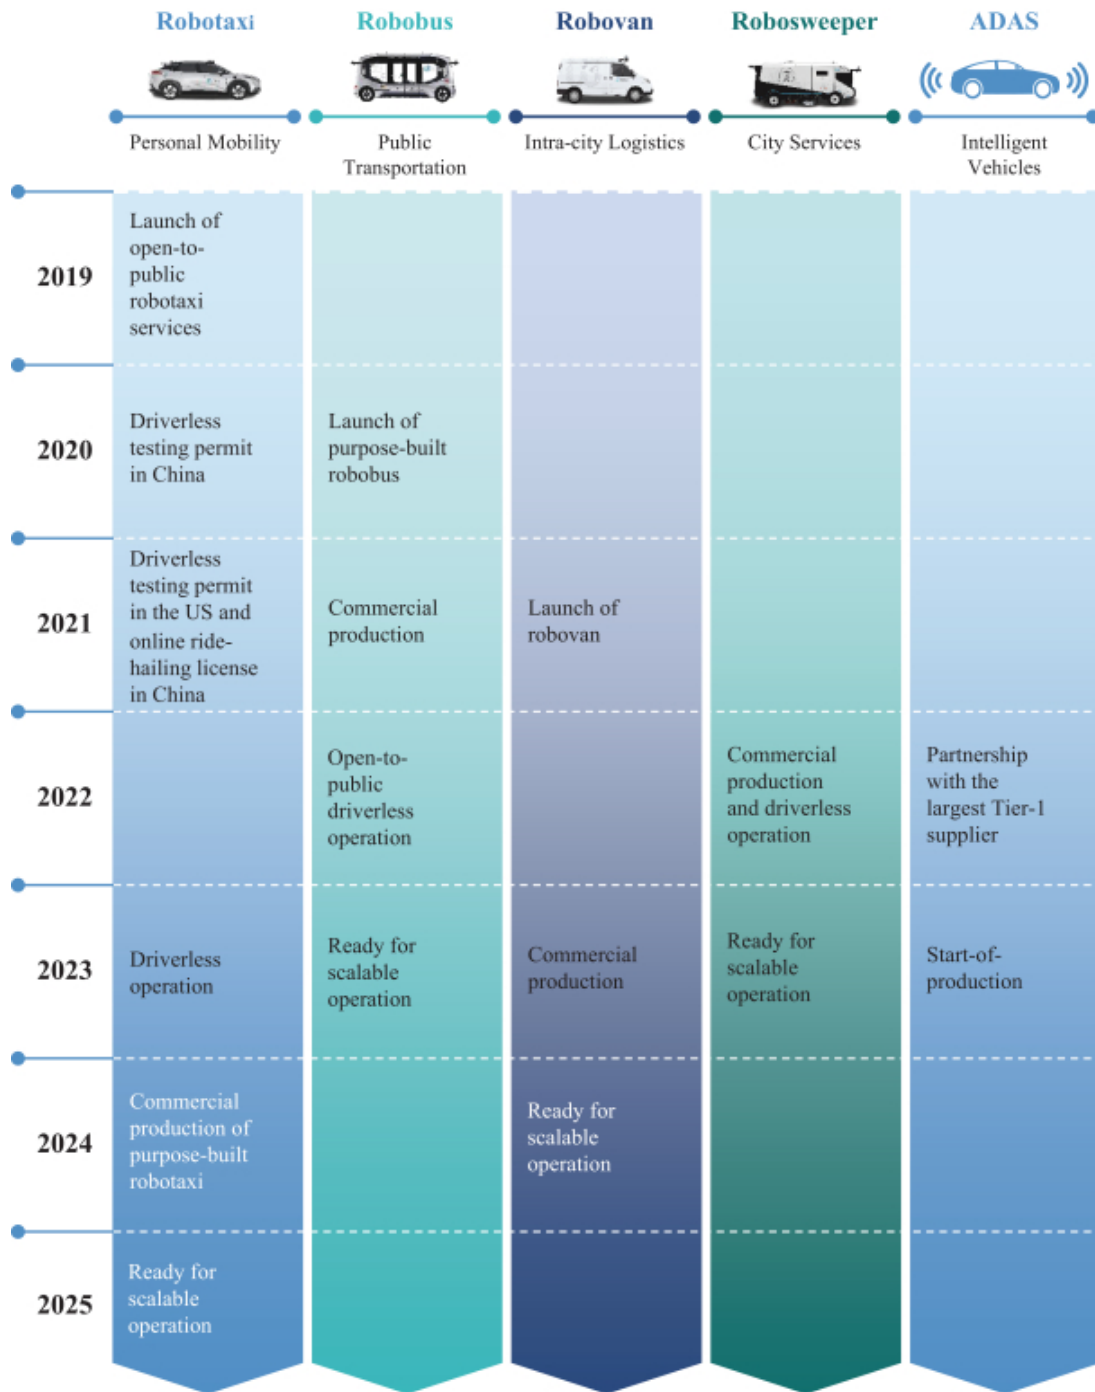 Robotaxi
Robobus
Robovan
Robosweeper
ADAS
Personal Mobility
Public
Transportation
Intra-city Logistics
City Services
Intelligent
Vehicles
2019
Launch of
open-to-
public
robotaxi
services
2020
Driverless
testing permit
in China
Launch of
purpose-built
robobus
2021
Driverless
testing permit
in the US and
online ride-
hailing license
in China
Commercial
production
Launch of
robovan
2022
Open-to-
public
driverless
operation
Commercial
production
and driverless
operation
Partnership
with the
largest Tier-1
supplier
2023
Driverless
operation
Ready for
scalable
operation
Commercial
production
Ready for
scalable
operation
Start-of-
production
2024
Commercial
production of
purpose-built
robotaxi
Ready for
scalable
operation
2025
Ready for
scalable
operation